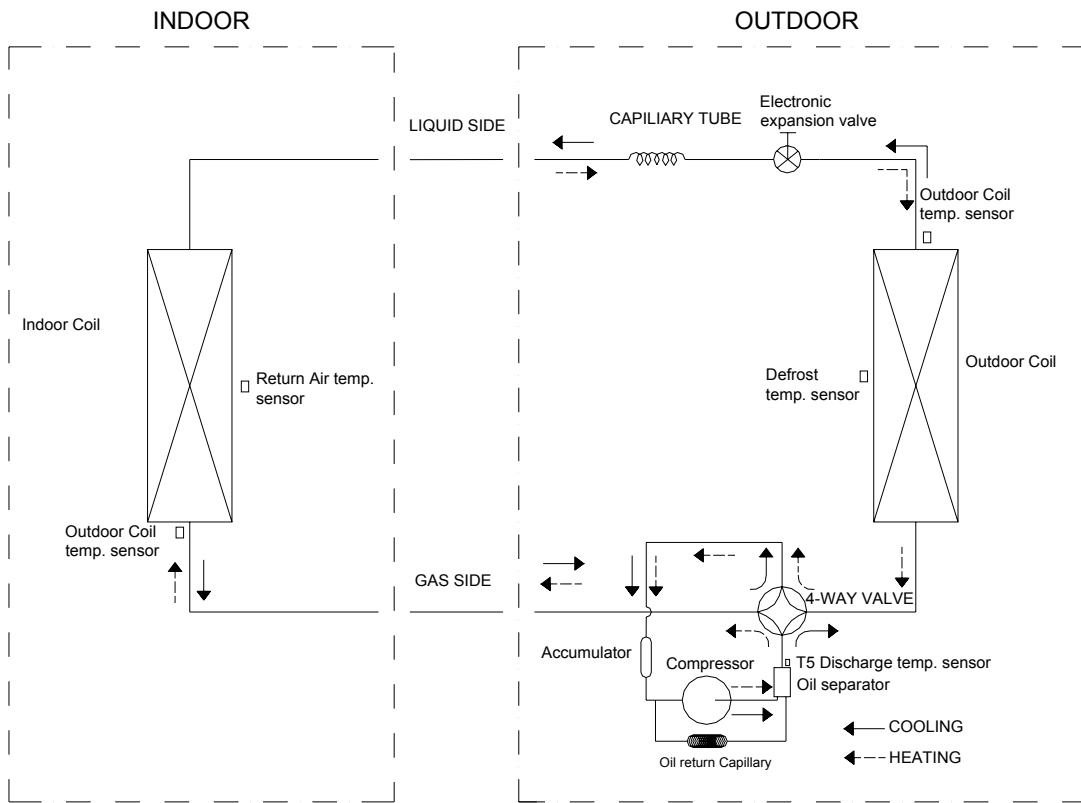 INDOOR
OUTDOOR
LIQUID SIDE
CAPILIARY TUBE
Electronic
expansion valve
Outdoor Coil
temp. sensor
Indoor Coil
Return Air temp.
sensor
Defrost
temp. sensor
Outdoor Coil
Outdoor Coil
temp. sensor
GAS SIDE
4-WAY VALVE
Accumulator
Compressor
T5 Discharge temp. sensor
Oil separator
COOLING
HEATING
Oil return Capillary